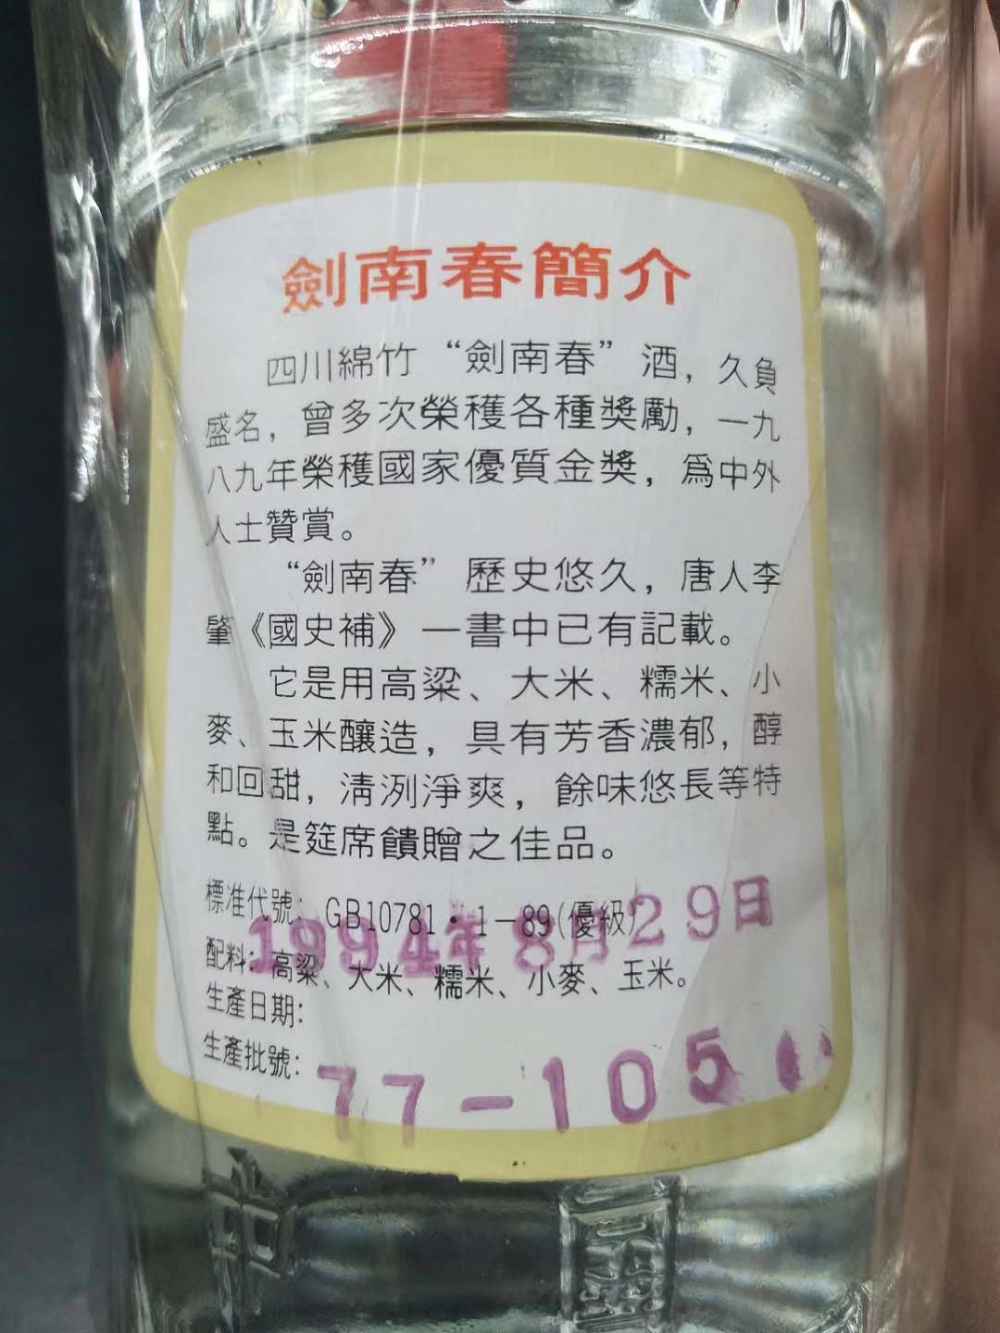 劍南春簡介
四川綿竹“劍南春”酒，久負
盛名，曾多次榮穫各種獎勵，一九
八九年榮穫國家優質金獎，爲中外
人士贊賞。
“劍南春”歷史悠久，唐人李
肇《國史補》一書中已有記載。
它是用高粱、大米、糯米、小
麥、玉米釀造，具有芳香濃郁，醇
和回甜，清洌淨爽，餘味悠長等特
點。是筵席饋贈之佳品。
標准代號：GB10781·1－89(優級)
1994年8月29日
配料：高粱、大米、糯米、小麥、玉米。
生產日期：
生產批號：77-105
中國